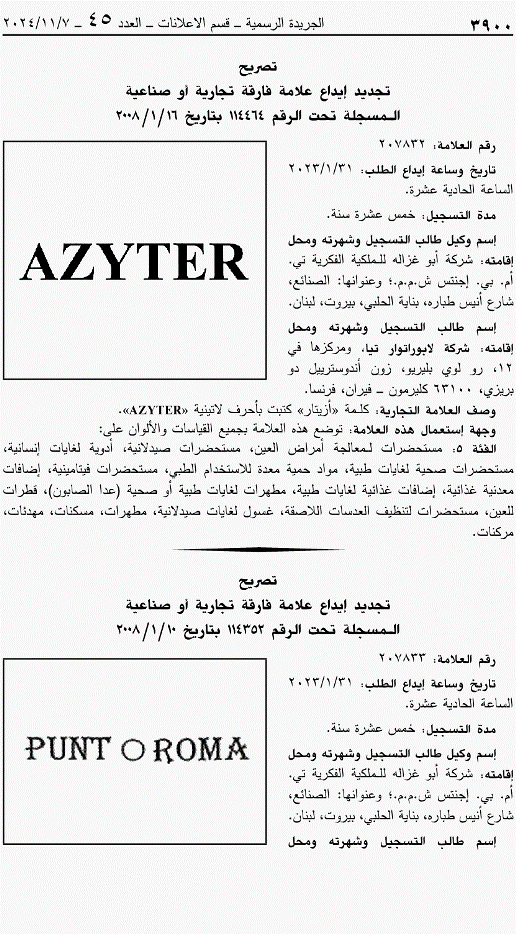 ٣٩٠٠ الجريدة الرسمية ــ قسم الاعلانات ــ العدد ٤٥ ــ ٢٠٢٤/١١/٧
تصريح
تجديد إيداع علامة فارقة تجارية أو صناعية
المسجلة تحت الرقم ١١٤٤٦٤ بتاريخ ٢٠٠٨/١/١٦
رقم العلامة: ٢٠٧٨٣٢
تاريخ وساعة إيداع الطلب: ٢٠٢٣/١/٣١
الساعة الحادية عشرة.
مدة التسجيل: خمس عشرة سنة.
إسم وكيل طالب التسجيل وشهرته ومحل
إقامته: شركة أبو غزاله للملكية الفكرية تي.
أم. بي. إجنتس ش.م.م.؛ وعنوانها: الصنائع،
شارع أنيس طباره، بناية الحلبي، بيروت، لبنان.
إسم طالب التسجيل وشهرته ومحل
إقامته: شركة لابوراتوار تيا، ومركزها في
١٢، رو لوي بليريو، زون أندوسترييل دو
بريزي، ٦٣١٠٠ كليرمون ــ فيران، فرنسا.
AZYTER
وصف العلامة التجارية: كلمة «أزيتار» كتبت بأحرف لاتينية «AZYTER».
وجهة إستعمال هذه العلامة: توضع هذه العلامة بجميع القياسات والألوان على:
الفئة ٥: مستحضرات لمعالجة أمراض العين، مستحضرات صيدلانية، أدوية لغايات إنسانية،
مستحضرات صحية لغايات طبية، مواد حمية معدة للاستخدام الطبي، مستحضرات فيتامينية، إضافات
معدنية غذائية، إضافات غذائية لغايات طبية، مطهرات لغايات طبية أو صحية (عدا الصابون)، قطرات
للعين، مستحضرات لتنظيف العدسات اللاصقة، غسول لغايات صيدلانية، مطهرات، مسكنات، مهدئات،
مركنات.
تصريح
تجديد إيداع علامة فارقة تجارية أو صناعية
المسجلة تحت الرقم ١١٤٣٥٢ بتاريخ ٢٠٠٨/١/١٠
رقم العلامة: ٢٠٧٨٣٣
تاريخ وساعة إيداع الطلب: ٢٠٢٣/١/٣١
الساعة الحادية عشرة.
مدة التسجيل: خمس عشرة سنة.
إسم وكيل طالب التسجيل وشهرته ومحل
إقامته: شركة أبو غزاله للملكية الفكرية تي.
أم. بي. إجنتس ش.م.م.؛ وعنوانها: الصنائع،
شارع أنيس طباره، بناية الحلبي، بيروت، لبنان.
إسم طالب التسجيل وشهرته ومحل
PUNT O ROMA